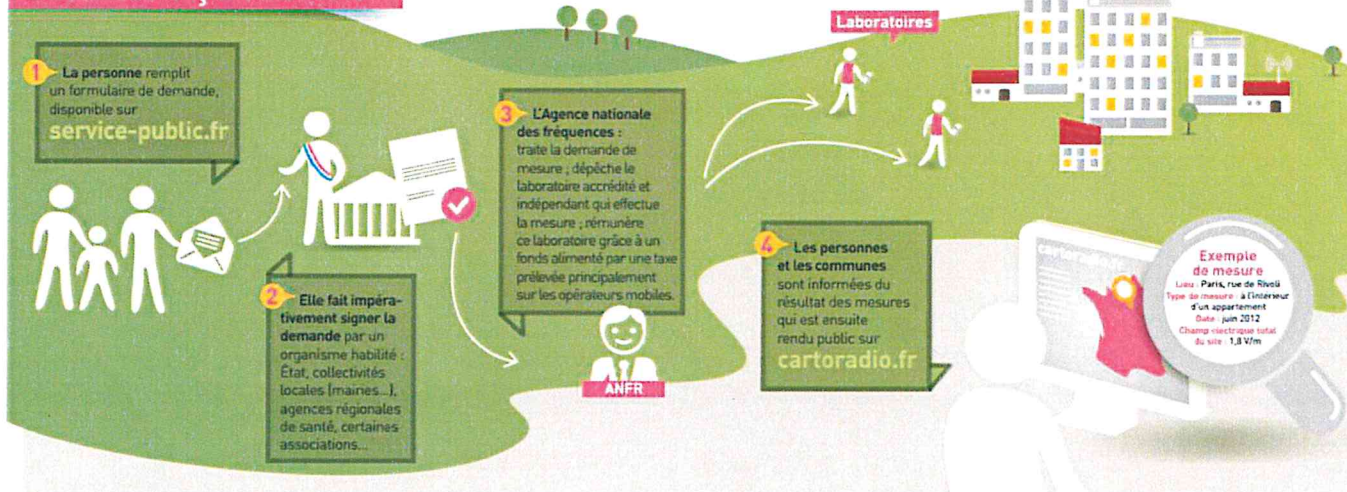 1 La personne remplit
un formulaire de demande,
disponible sur
service-public.fr
2 Elle fait impéra-
tivement signer la
demande par un
organisme habilité :
État, collectivités
locales (mairies...),
agences régionales
de santé, certaines
associations...
3 L'Agence nationale
des fréquences :
traite la demande de
mesure ; dépêche le
laboratoire accrédité et
indépendant qui effectue
la mesure ; rémunère
ce laboratoire grâce à un
fonds alimenté par une taxe
prélevée principalement
sur les opérateurs mobiles.
ANFR
Laboratoires
4 Les personnes
et les communes
sont informées du
résultat des mesures
qui est ensuite
rendu public sur
cartoradio.fr
cartoradio
Exemple
de mesure
Lieu : Paris, rue de Rivoli
Type de mesure : à l'intérieur
d'un appartement
Date : juin 2012
Champ électrique total
du site : 1,8 V/m